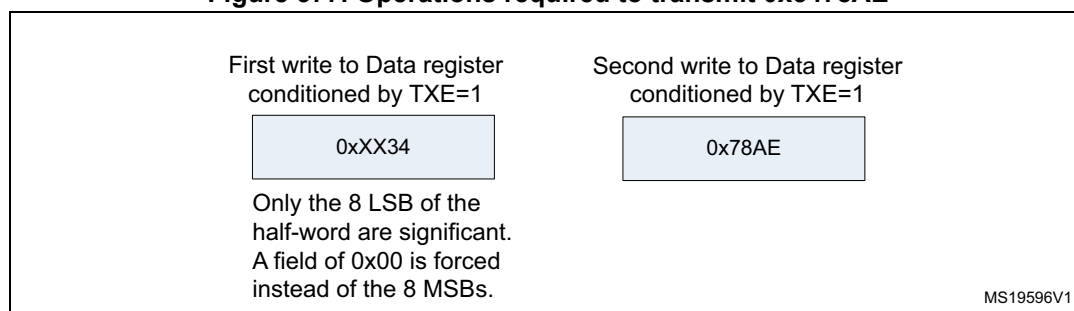 First write to Data register
conditioned by TXE=1
0xXX34
Only the 8 LSB of the
half-word are significant.
A field of 0x00 is forced
instead of the 8 MSBs.
Second write to Data register
conditioned by TXE=1
0x78AE
MS19596V1